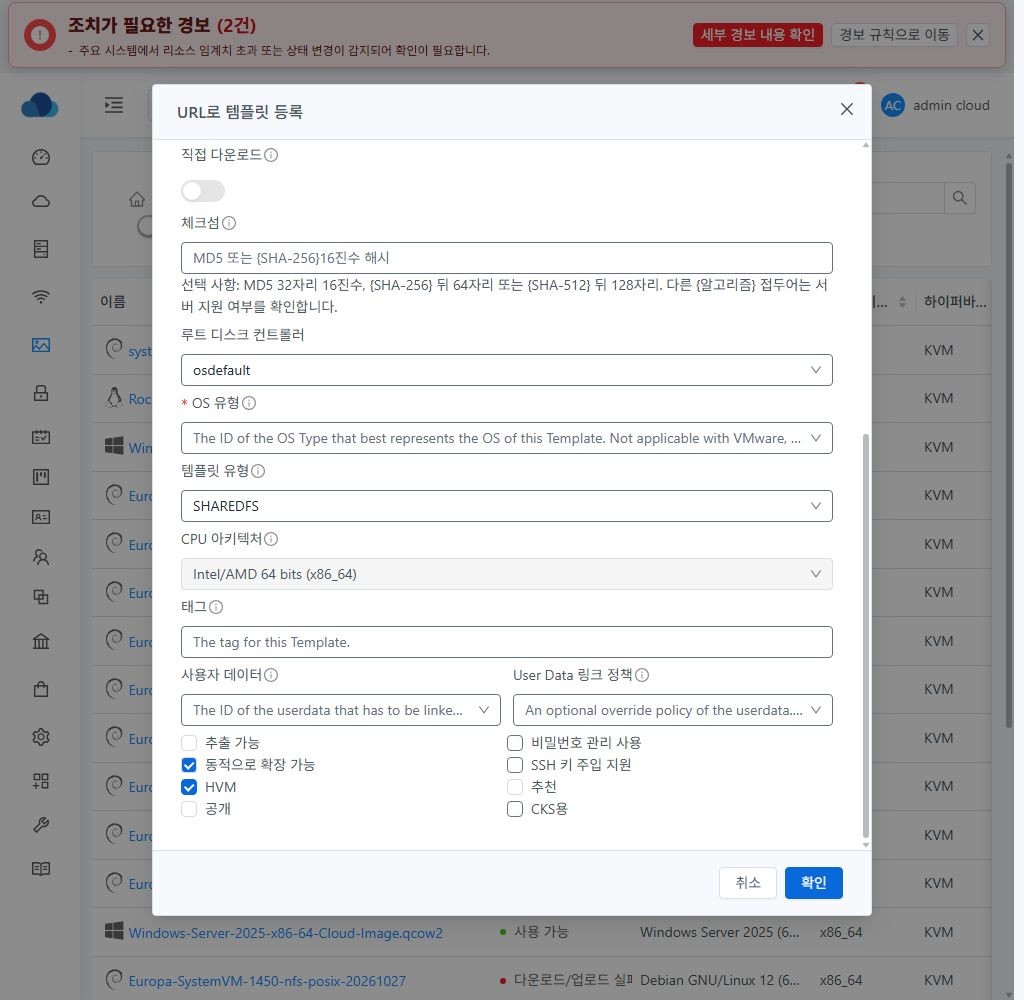 조치가 필요한 경보 (2건)
- 주요 시스템에서 리소스 임계치 초과 또는 상태 변경이 감지되어 확인이 필요합니다.
세부 경보 내용 확인
경보 규칙으로 이동
AC admin cloud
URL로 템플릿 등록
직접 다운로드
체크섬
MD5 또는 {SHA-256}16진수 해시
선택 사항: MD5 32자리 16진수, {SHA-256} 뒤 64자리 또는 {SHA-512} 뒤 128자리. 다른 {알고리즘} 접두어는 서
버 지원 여부를 확인합니다.
루트 디스크 컨트롤러
osdefault
* OS 유형
The ID of the OS Type that best represents the OS of this Template. Not applicable with VMware, ...
템플릿 유형
SHAREDFS
CPU 아키텍처
Intel/AMD 64 bits (x86_64)
태그
The tag for this Template.
사용자 데이터 User Data 링크 정책
The ID of the userdata that has to be linke... An optional override policy of the userdata....
추출 가능 비밀번호 관리 사용
동적으로 확장 가능 SSH 키 주입 지원
HVM 추천
공개 CKS용
취소 확인
이름 하이퍼바...
syst KVM
Roc KVM
Win KVM
Euro KVM
Euro KVM
Euro KVM
Euro KVM
Euro KVM
Euro KVM
Euro KVM
Euro KVM
Euro KVM
Windows-Server-2025-x86-64-Cloud-Image.qcow2 사용 가능 Windows Server 2025 (6... x86_64 KVM
Europa-SystemVM-1450-nfs-posix-20261027 다운로드/업로드 실패 Debian GNU/Linux 12 (6... x86_64 KVM